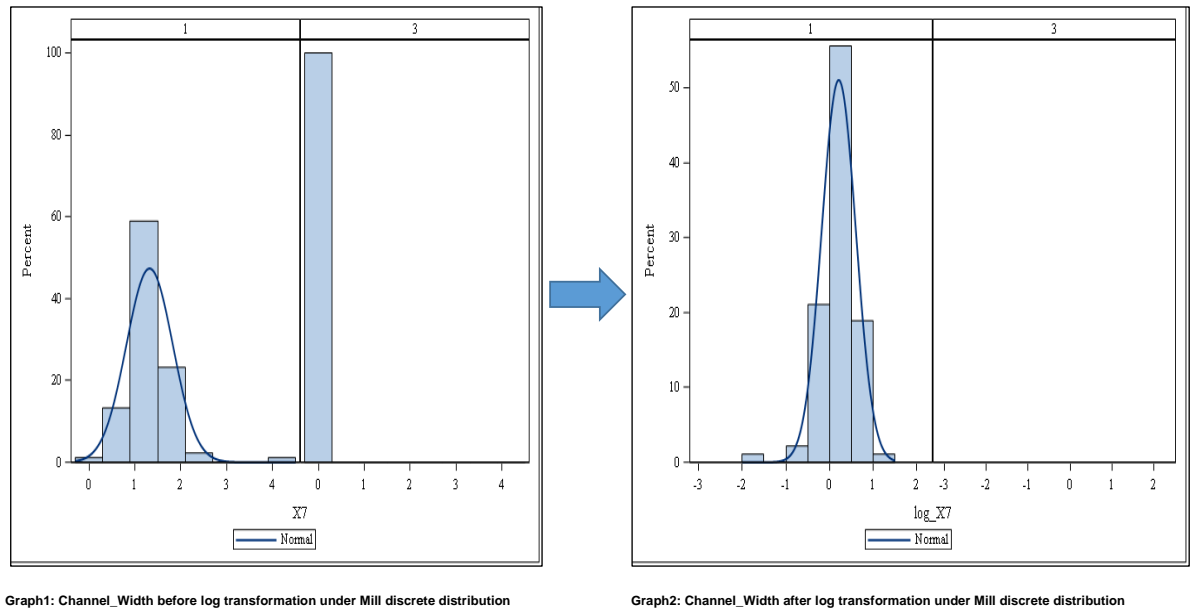 1 3
100
80
60
40
20
0
Percent
0 1 2 3 4 0 1 2 3 4
X7
Normal
1 3
50
40
30
20
10
0
Percent
-3 -2 -1 0 1 2 -3 -2 -1 0 1 2
log_X7
Normal
Graph1: Channel_Width before log transformation under Mill discrete distribution
Graph2: Channel_Width after log transformation under Mill discrete distribution